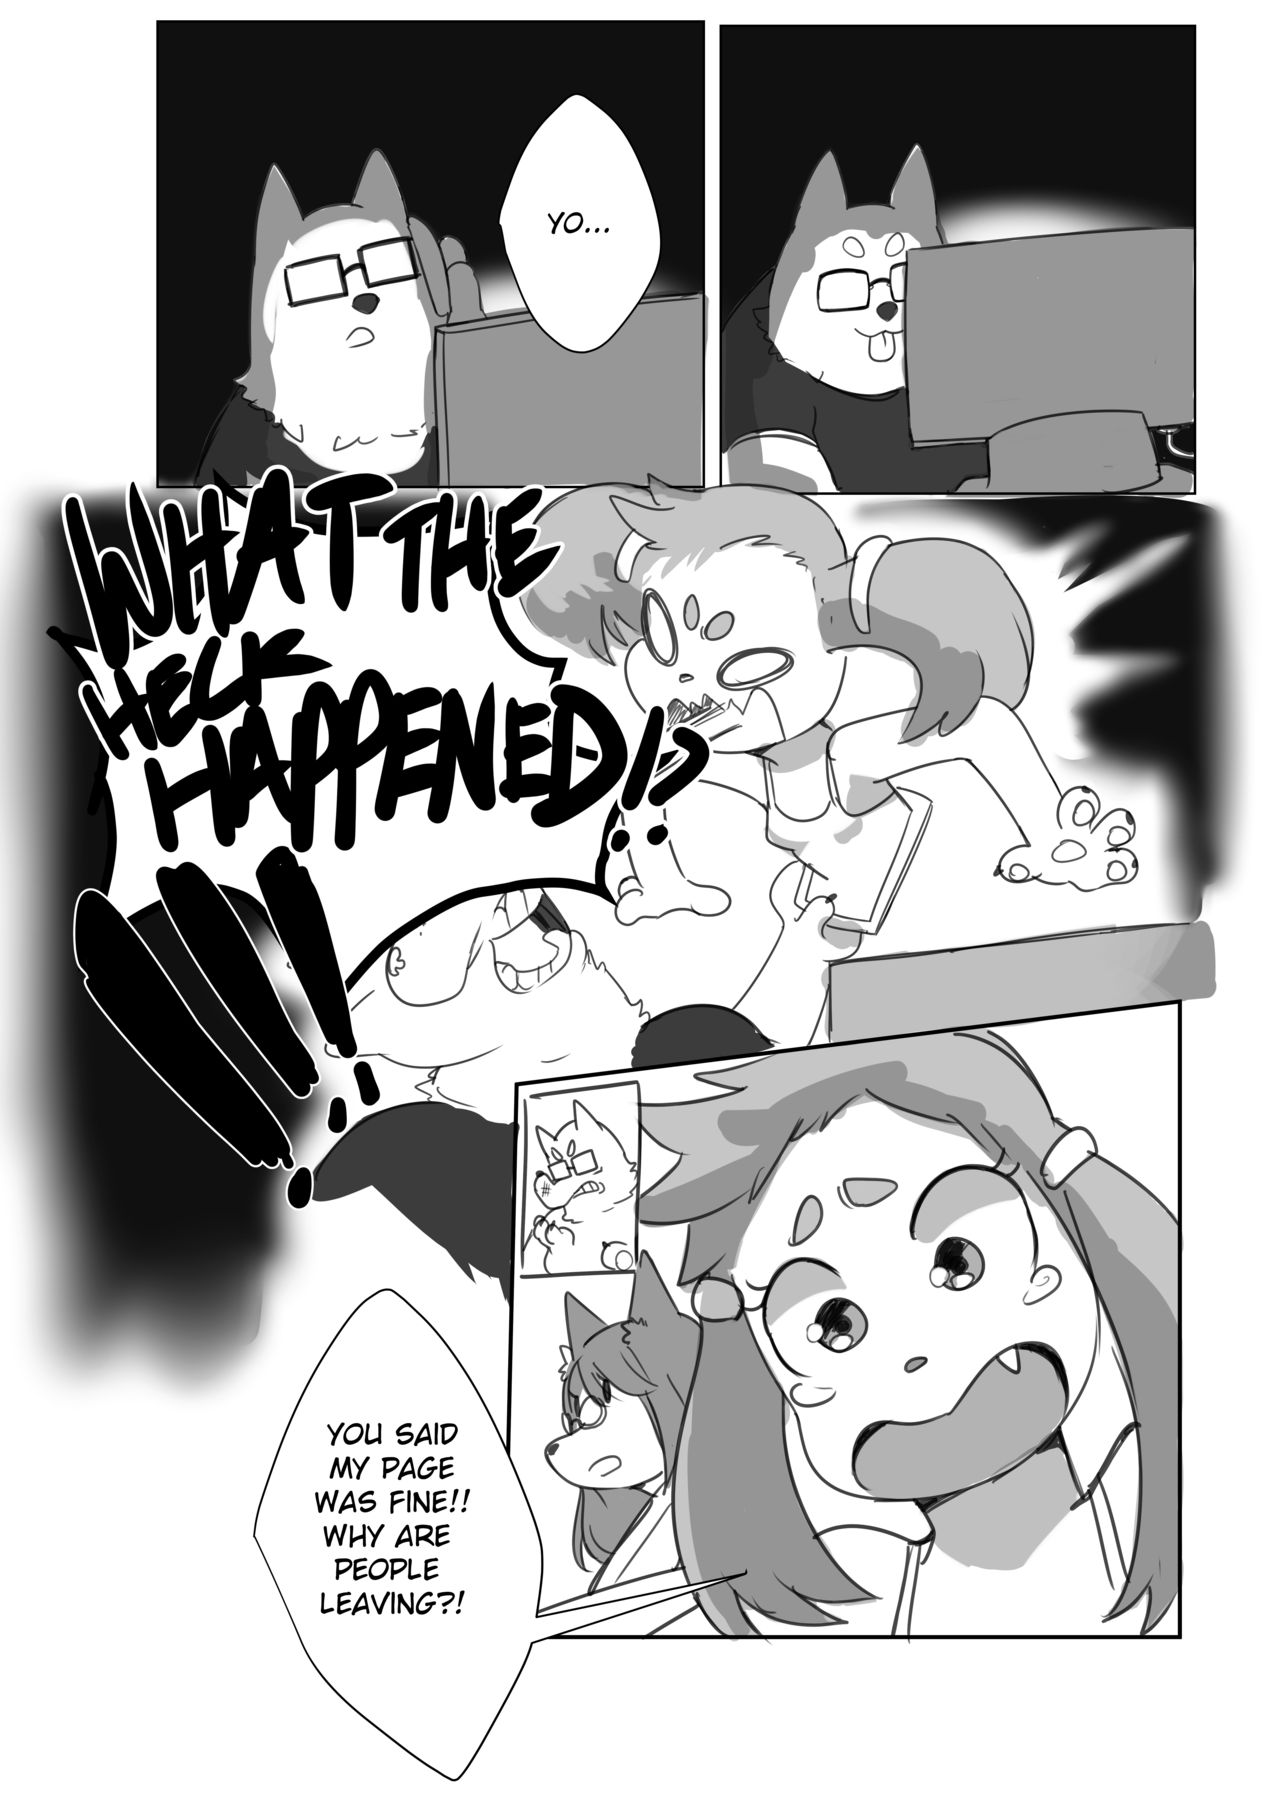 YO...
WHAT THE
HECK
HAPPENED!?
!!!!
YOU SAID
MY PAGE
WAS FINE!!
WHY ARE
PEOPLE
LEAVING?!